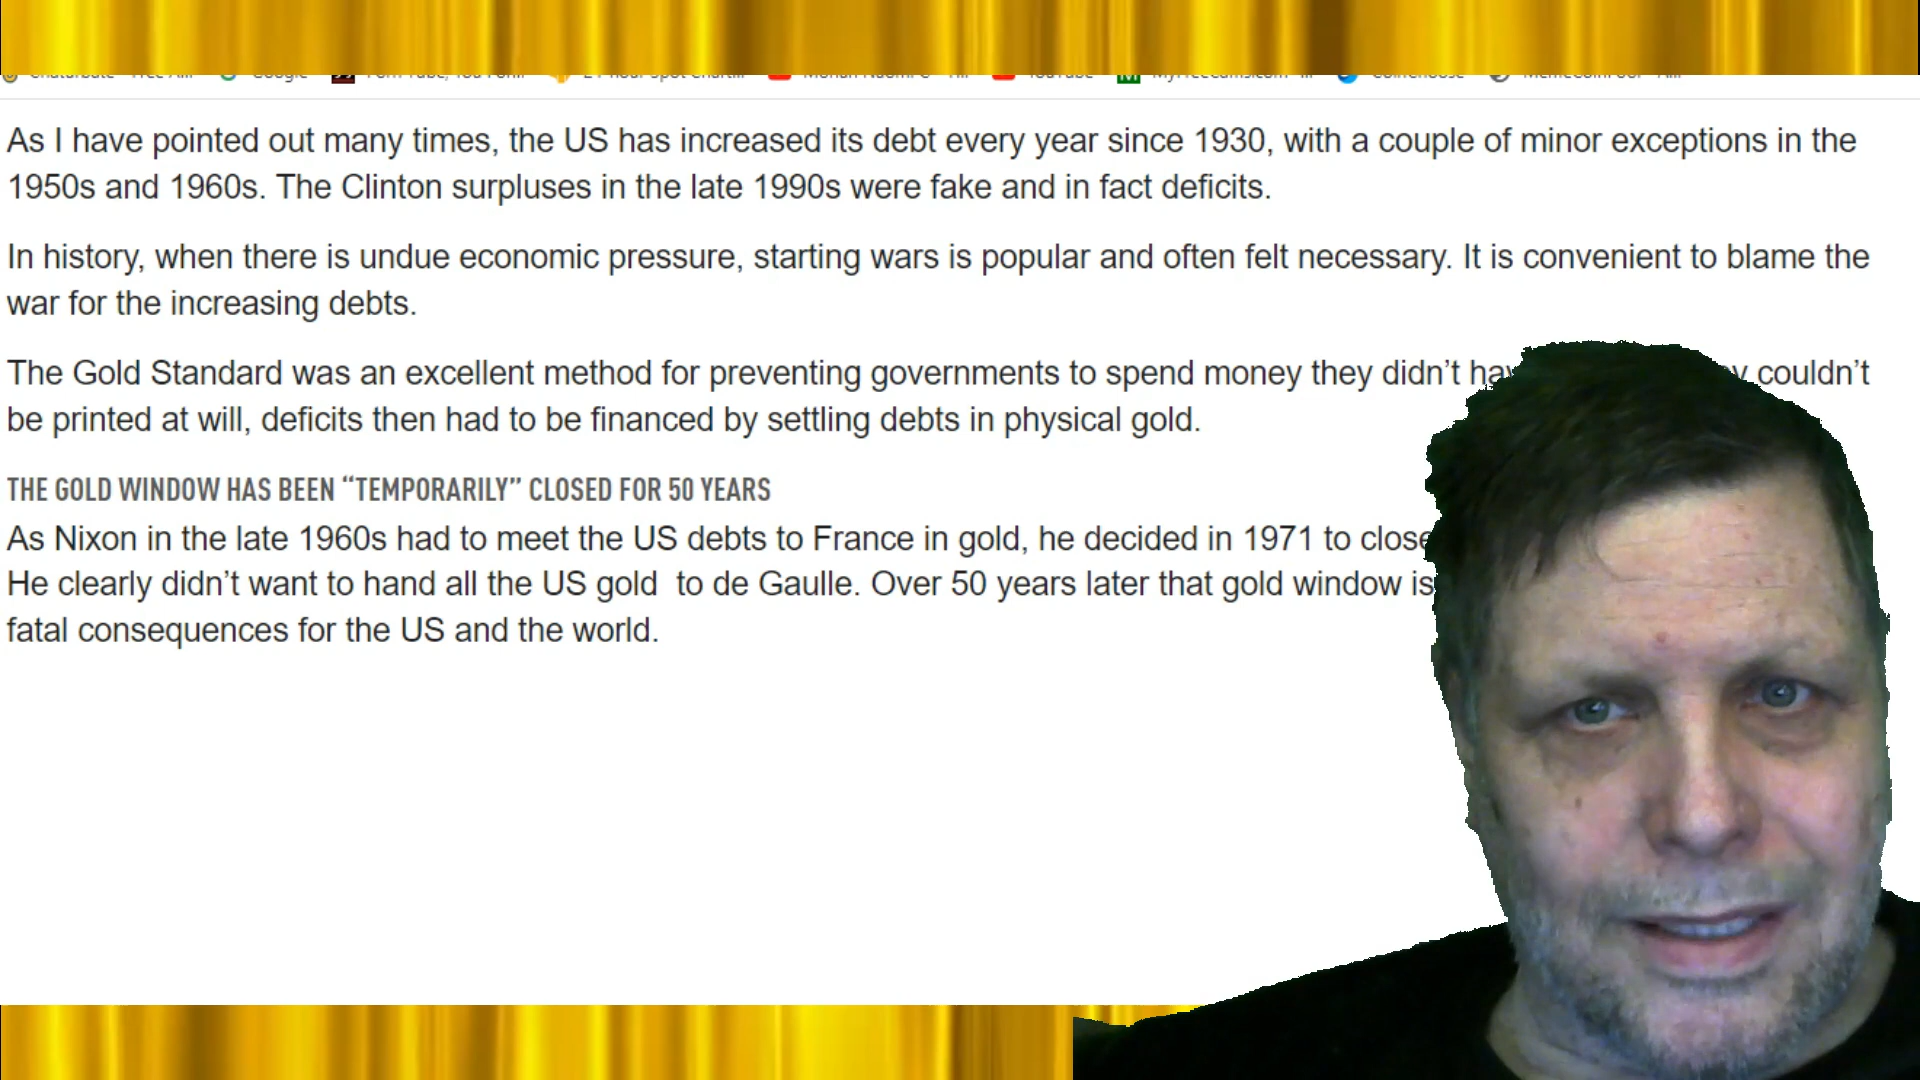 Google
YouTube
As I have pointed out many times, the US has increased its debt every year since 1930, with a couple of minor exceptions in the
1950s and 1960s. The Clinton surpluses in the late 1990s were fake and in fact deficits.
In history, when there is undue economic pressure, starting wars is popular and often felt necessary. It is convenient to blame the
war for the increasing debts.
The Gold Standard was an excellent method for preventing governments to spend money they didn’t couldn’t
be printed at will, deficits then had to be financed by settling debts in physical gold.
THE GOLD WINDOW HAS BEEN “TEMPORARILY” CLOSED FOR 50 YEARS
As Nixon in the late 1960s had to meet the US debts to France in gold, he decided in 1971 to close
He clearly didn’t want to hand all the US gold to de Gaulle. Over 50 years later that gold window is
fatal consequences for the US and the world.